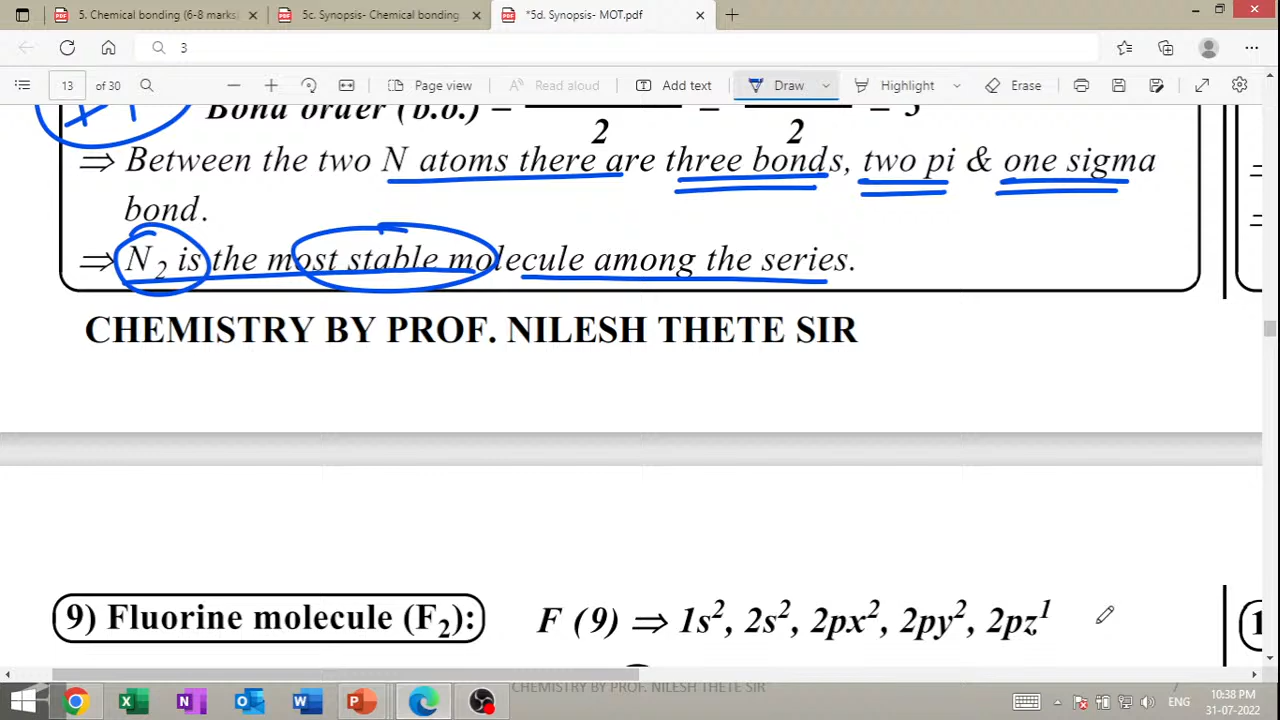 5. Chemical bonding (6-8 marks)
5c. Synopsis- Chemical bonding
*5d. Synopsis- MOT.pdf
3
13 of 30
Page view
Read aloud
Add text
Draw
Highlight
Erase
Bond order (b.o.) = = = 3
2 2
⇒ Between the two N atoms there are three bonds, two pi & one sigma
bond.
⇒ N₂ is the most stable molecule among the series.
CHEMISTRY BY PROF. NILESH THETE SIR
9) Fluorine molecule (F₂): F (9) ⇒ 1s², 2s², 2px², 2py², 2pz¹
CHEMISTRY BY PROF. NILESH THETE SIR
ENG
10:38 PM
31-07-2022